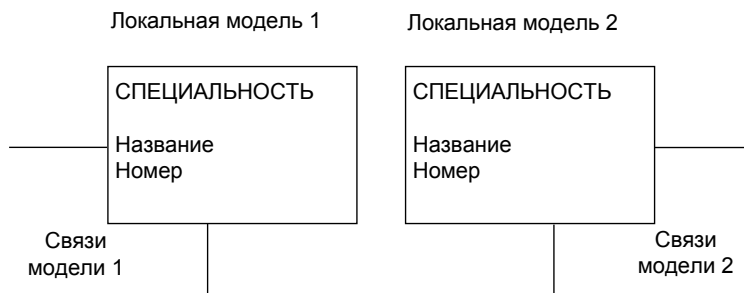 Локальная модель 1
Локальная модель 2
СПЕЦИАЛЬНОСТЬ
Название
Номер
СПЕЦИАЛЬНОСТЬ
Название
Номер
Связи
модели 1
Связи
модели 2